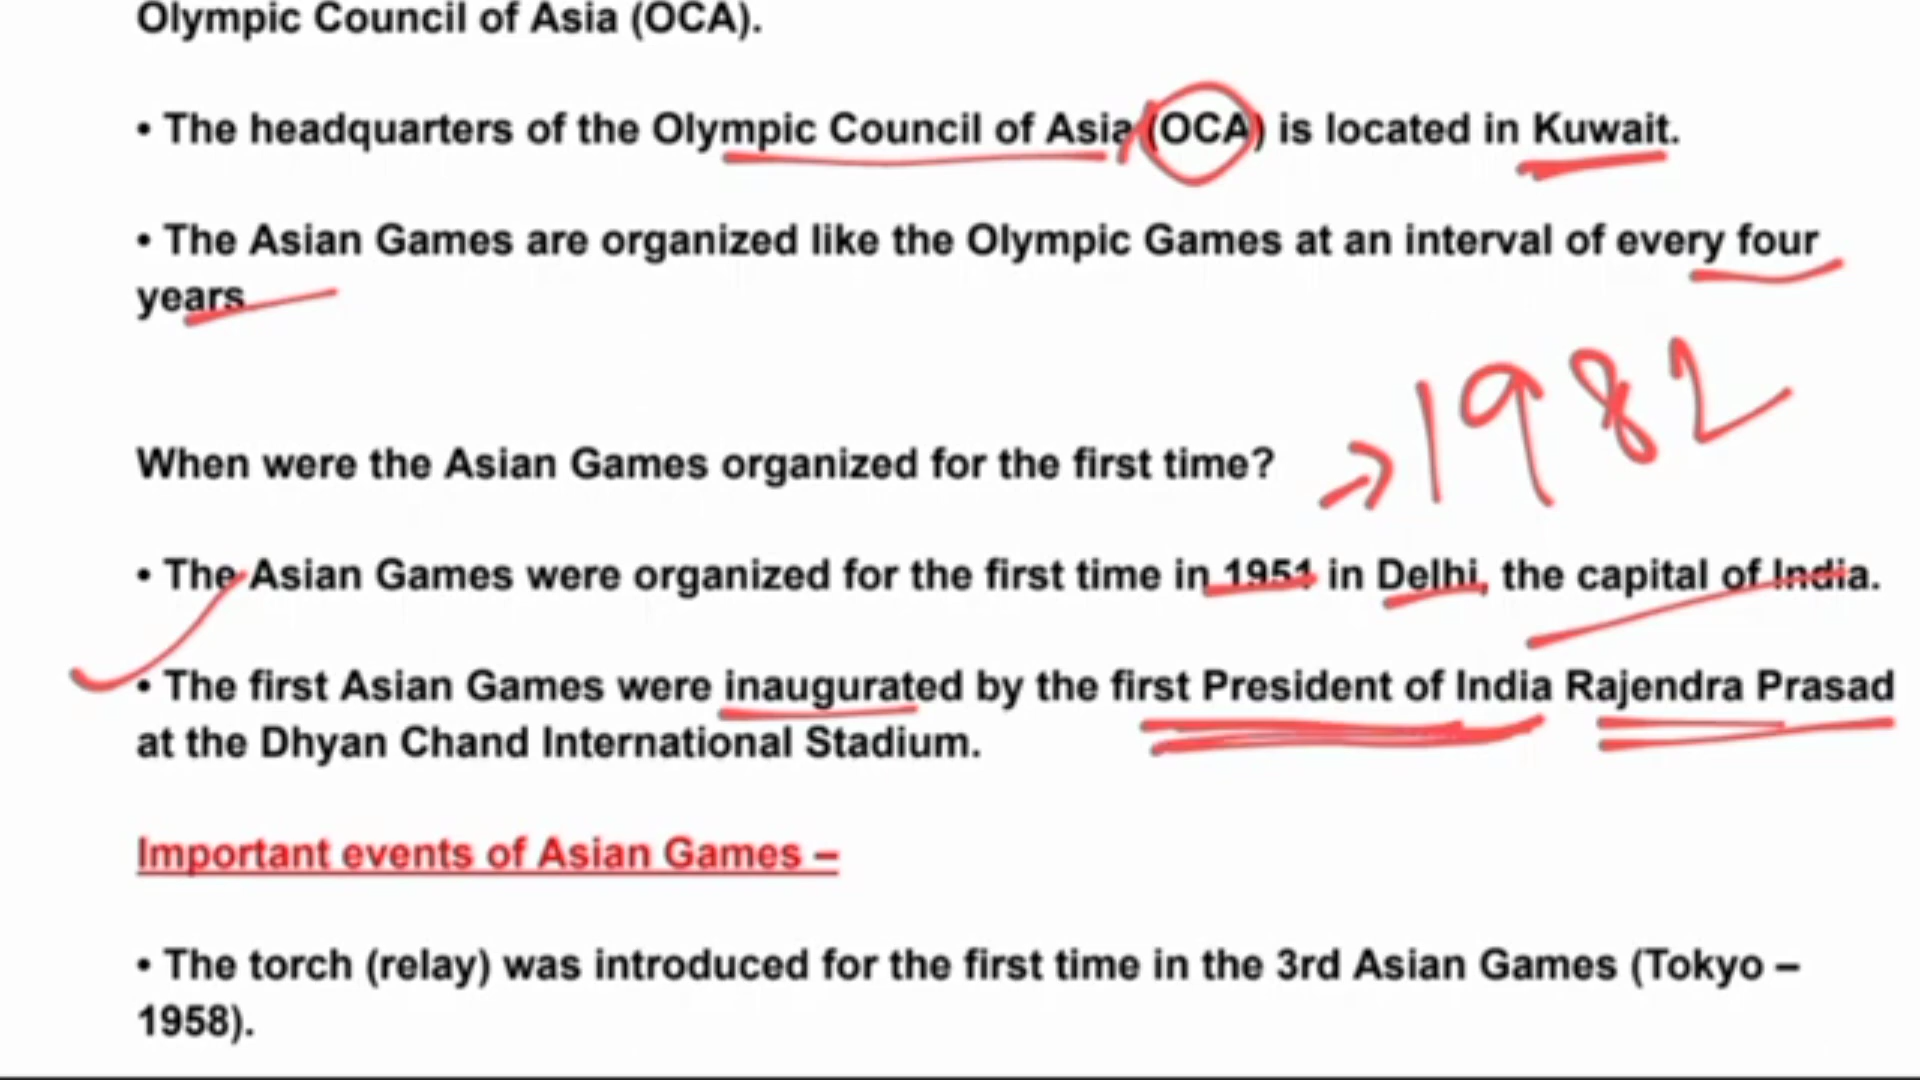 Olympic Council of Asia (OCA).
• The headquarters of the Olympic Council of Asia (OCA) is located in Kuwait.
• The Asian Games are organized like the Olympic Games at an interval of every four
years
1982
When were the Asian Games organized for the first time? →
• The Asian Games were organized for the first time in 1951 in Delhi, the capital of India.
• The first Asian Games were inaugurated by the first President of India Rajendra Prasad
at the Dhyan Chand International Stadium.
Important events of Asian Games –
• The torch (relay) was introduced for the first time in the 3rd Asian Games (Tokyo –
1958).